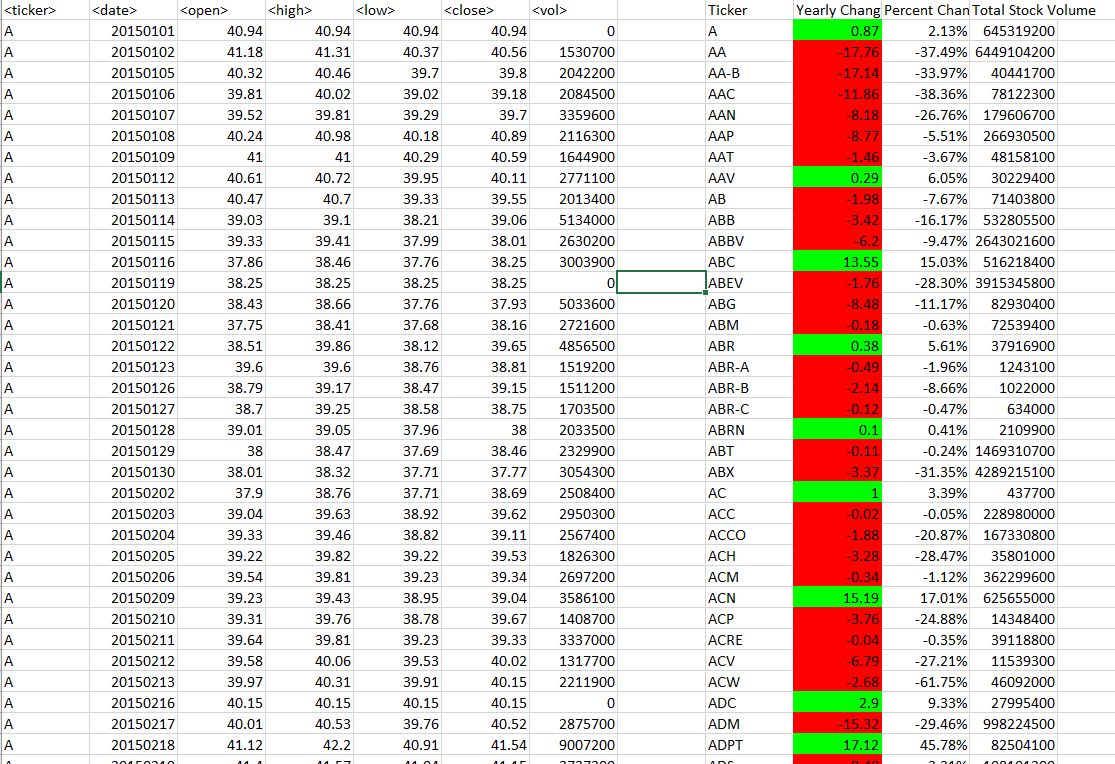 <ticker> <date> <open> <high> <low> <close> <vol> Ticker Yearly Chang Percent Chan Total Stock Volume
A 20150101 40.94 40.94 40.94 40.94 0 A 0.87 2.13% 645319200
A 20150102 41.18 41.31 40.37 40.56 1530700 AA -17.76 -37.49% 6449104200
A 20150105 40.32 40.46 39.7 39.8 2042200 AA-B -17.14 -33.97% 40441700
A 20150106 39.81 40.02 39.02 39.18 2084500 AAC -11.86 -38.36% 78122300
A 20150107 39.52 39.81 39.29 39.7 3359600 AAN -8.18 -26.76% 179606700
A 20150108 40.24 40.98 40.18 40.89 2116300 AAP -8.77 -5.51% 266930500
A 20150109 41 41 40.29 40.59 1644900 AAT -1.46 -3.67% 48158100
A 20150112 40.61 40.72 39.95 40.11 2771100 AAV 0.29 6.05% 30229400
A 20150113 40.47 40.7 39.33 39.55 2013400 AB -1.98 -7.67% 71403800
A 20150114 39.03 39.1 38.21 39.06 5134000 ABB -3.42 -16.17% 532805500
A 20150115 39.33 39.41 37.99 38.01 2630200 ABBV -6.2 -9.47% 2643021600
A 20150116 37.86 38.46 37.76 38.25 3003900 ABC 13.55 15.03% 516218400
A 20150119 38.25 38.25 38.25 38.25 0 ABEV -1.76 -28.30% 3915345800
A 20150120 38.43 38.66 37.76 37.93 5033600 ABG -8.48 -11.17% 82930400
A 20150121 37.75 38.41 37.68 38.16 2721600 ABM -0.18 -0.63% 72539400
A 20150122 38.51 39.86 38.12 39.65 4856500 ABR 0.38 5.61% 37916900
A 20150123 39.6 39.6 38.76 38.81 1519200 ABR-A -0.49 -1.96% 1243100
A 20150126 38.79 39.17 38.47 39.15 1511200 ABR-B -2.14 -8.66% 1022000
A 20150127 38.7 39.25 38.58 38.75 1703500 ABR-C -0.12 -0.47% 634000
A 20150128 39.01 39.05 37.96 38 2033500 ABRN 0.1 0.41% 2109900
A 20150129 38 38.47 37.69 38.46 2329900 ABT -0.11 -0.24% 1469310700
A 20150130 38.01 38.32 37.71 37.77 3054300 ABX -3.37 -31.35% 4289215100
A 20150202 37.9 38.76 37.71 38.69 2508400 AC 1 3.39% 437700
A 20150203 39.04 39.63 38.92 39.62 2950300 ACC -0.02 -0.05% 228980000
A 20150204 39.33 39.46 38.82 39.11 2567400 ACCO -1.88 -20.87% 167330800
A 20150205 39.22 39.82 39.22 39.53 1826300 ACH -3.28 -28.47% 35801000
A 20150206 39.54 39.81 39.23 39.34 2697200 ACM -0.34 -1.12% 362299600
A 20150209 39.23 39.43 38.95 39.04 3586100 ACN 15.19 17.01% 625655000
A 20150210 39.31 39.76 38.78 39.67 1408700 ACP -3.76 -24.88% 14348400
A 20150211 39.64 39.81 39.23 39.33 3337000 ACRE -0.04 -0.35% 39118800
A 20150212 39.58 40.06 39.53 40.02 1317700 ACV -6.79 -27.21% 11539300
A 20150213 39.97 40.31 39.91 40.15 2211900 ACW -2.68 -61.75% 46092000
A 20150216 40.15 40.15 40.15 40.15 0 ADC 2.9 9.33% 27995400
A 20150217 40.01 40.53 39.76 40.52 2875700 ADM -15.32 -29.46% 998224500
A 20150218 41.12 42.2 40.91 41.54 9007200 ADPT 17.12 45.78% 82504100